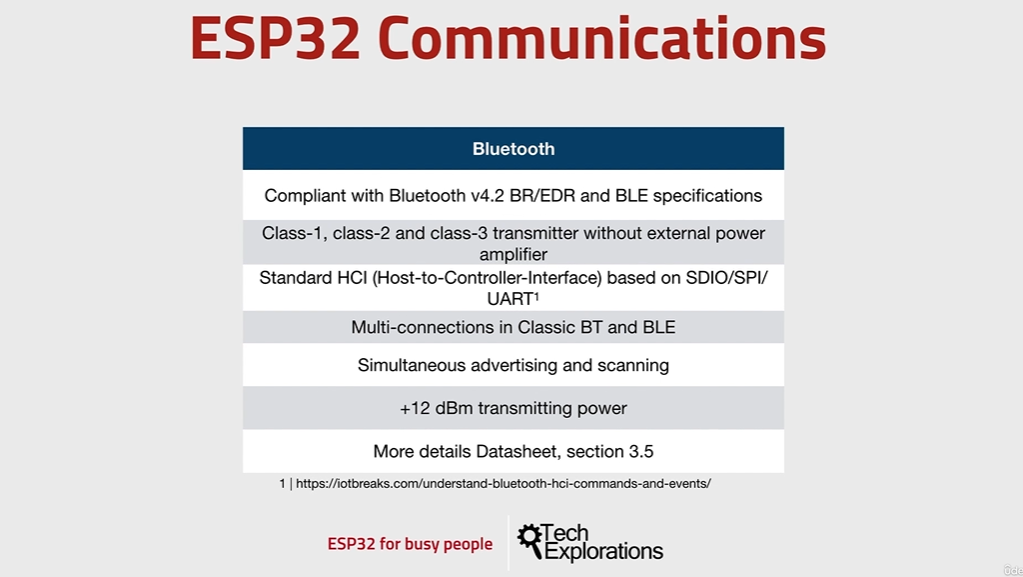 ESP32 Communications
Bluetooth
Compliant with Bluetooth v4.2 BR/EDR and BLE specifications
Class-1, class-2 and class-3 transmitter without external power
amplifier
Standard HCI (Host-to-Controller-Interface) based on SDIO/SPI/
UART¹
Multi-connections in Classic BT and BLE
Simultaneous advertising and scanning
+12 dBm transmitting power
More details Datasheet, section 3.5
1 | https://iotbreaks.com/understand-bluetooth-hci-commands-and-events/
ESP32 for busy people
Tech
Explorations